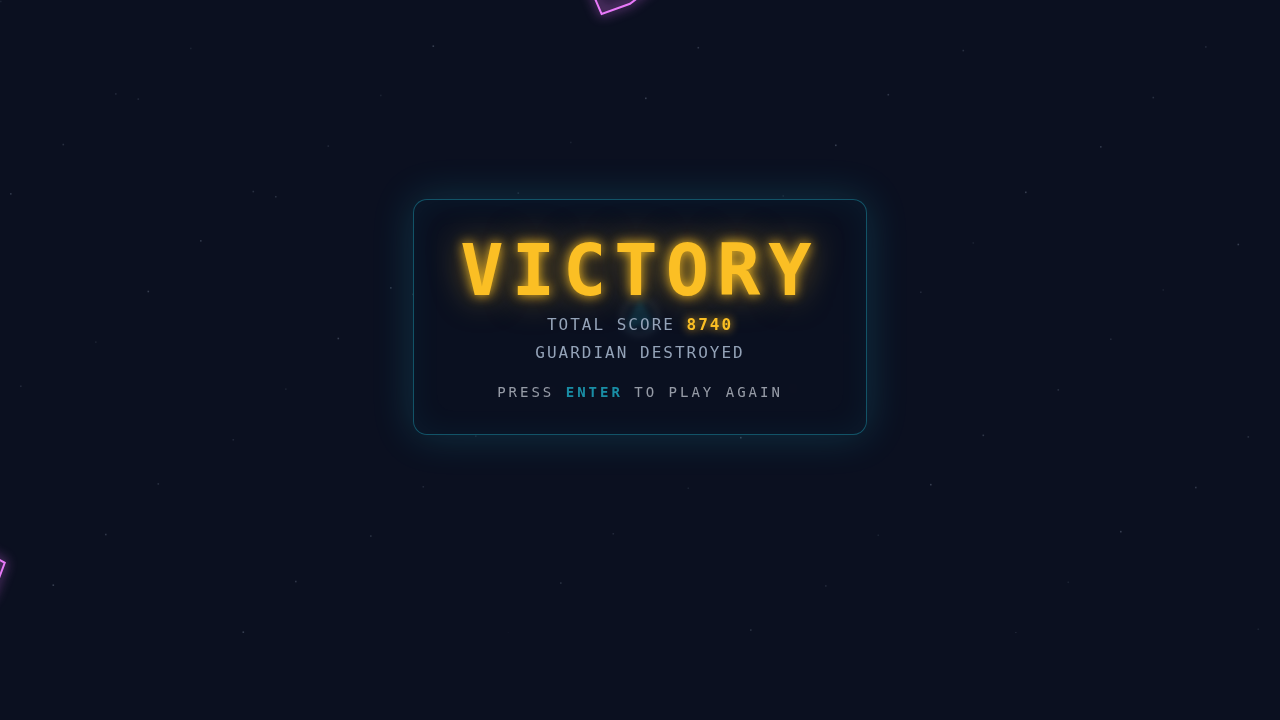 VICTORY
TOTAL SCORE 8740
GUARDIAN DESTROYED
PRESS ENTER TO PLAY AGAIN